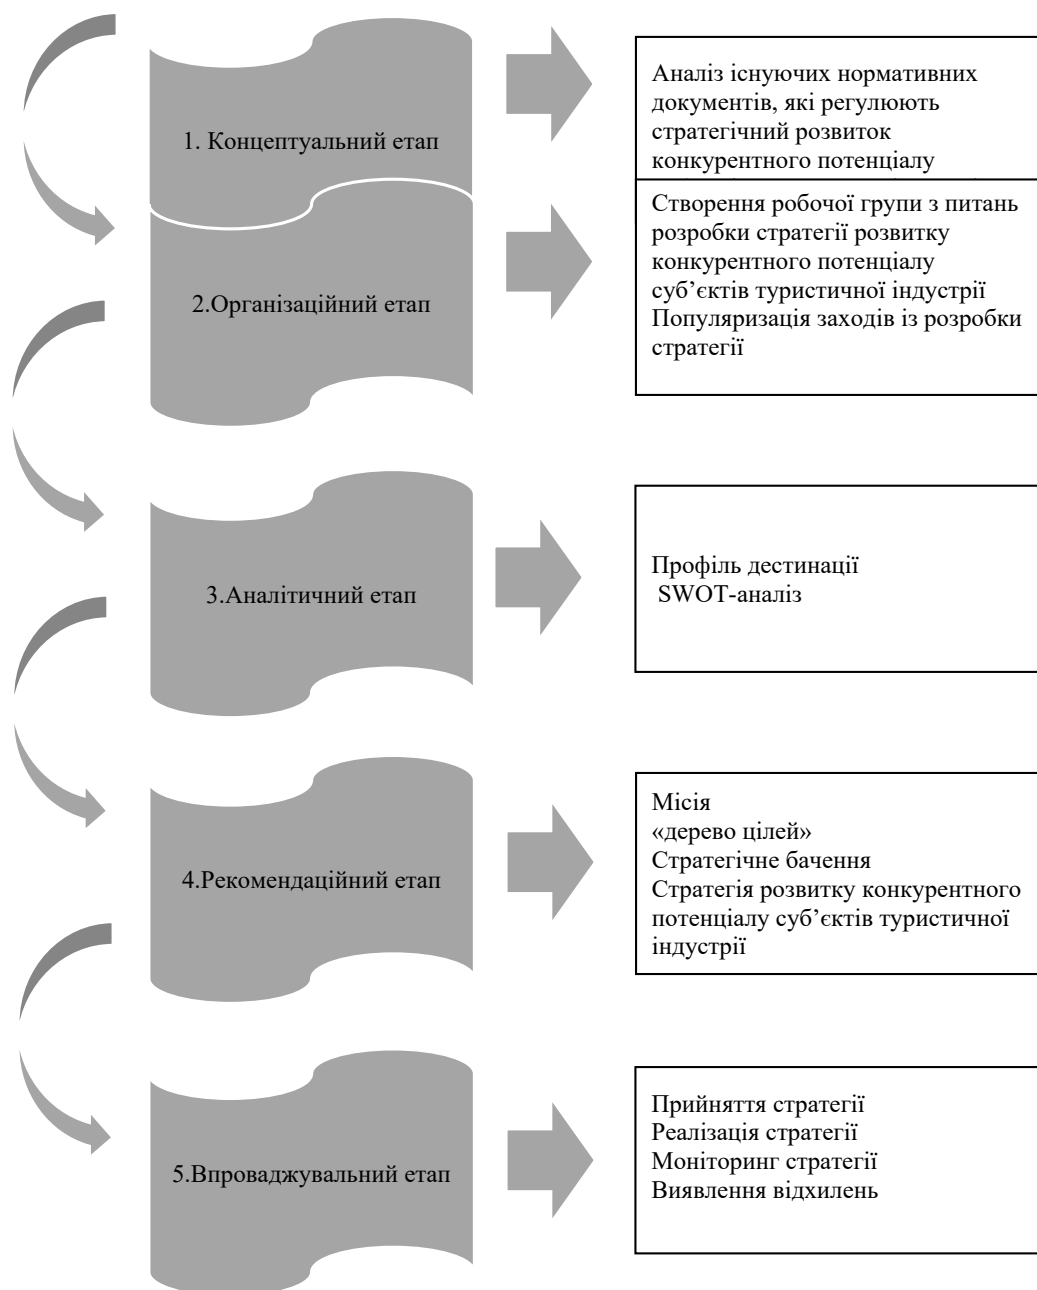 1. Концептуальний етап
Аналіз існуючих нормативних
документів, які регулюють
стратегічний розвиток
конкурентного потенціалу
2.Організаційний етап
Створення робочої групи з питань
розробки стратегії розвитку
конкурентного потенціалу
суб’єктів туристичної індустрії
Популяризація заходів із розробки
стратегії
3.Аналітичний етап
Профіль дестинації
SWOT-аналіз
4.Рекомендаційний етап
Місія
«дерево цілей»
Стратегічне бачення
Стратегія розвитку конкурентного
потенціалу суб’єктів туристичної
індустрії
5.Впроваджувальний етап
Прийняття стратегії
Реалізація стратегії
Моніторинг стратегії
Виявлення відхилень